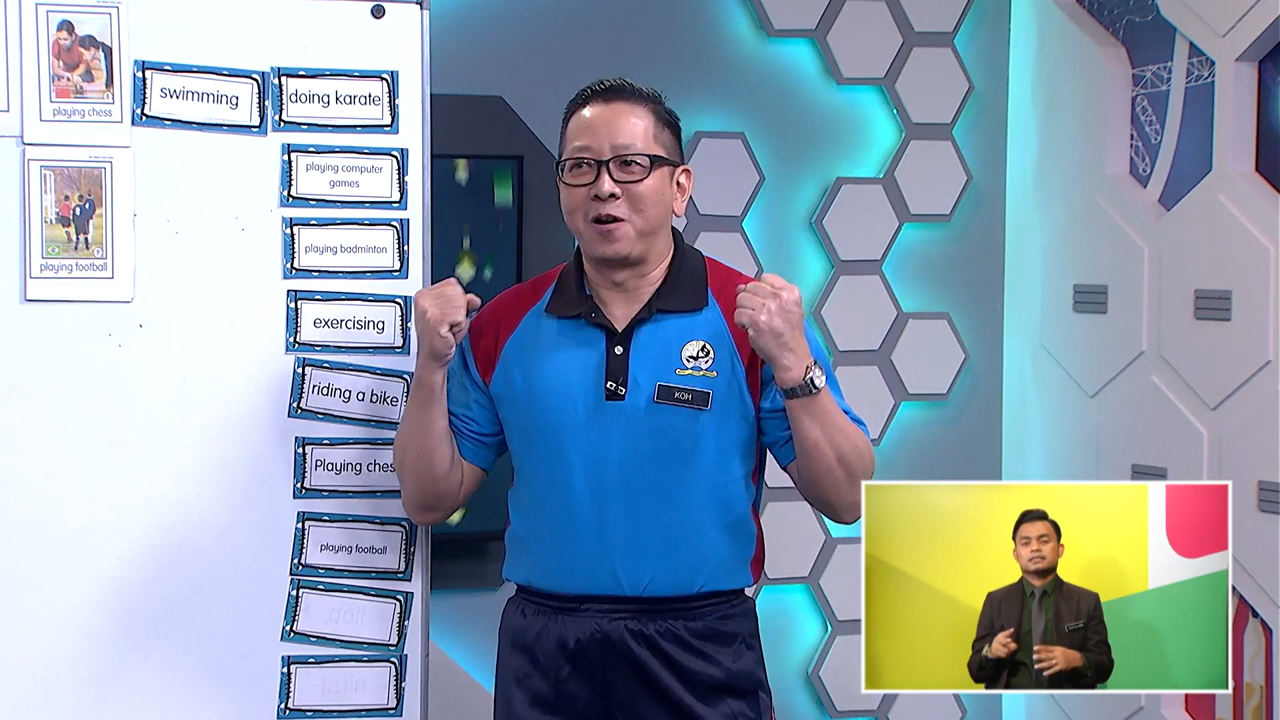 playing chess
swimming
doing karate
playing computer
games
playing badminton
playing football
exercising
riding a bike
Playing ches
playing football
KOH